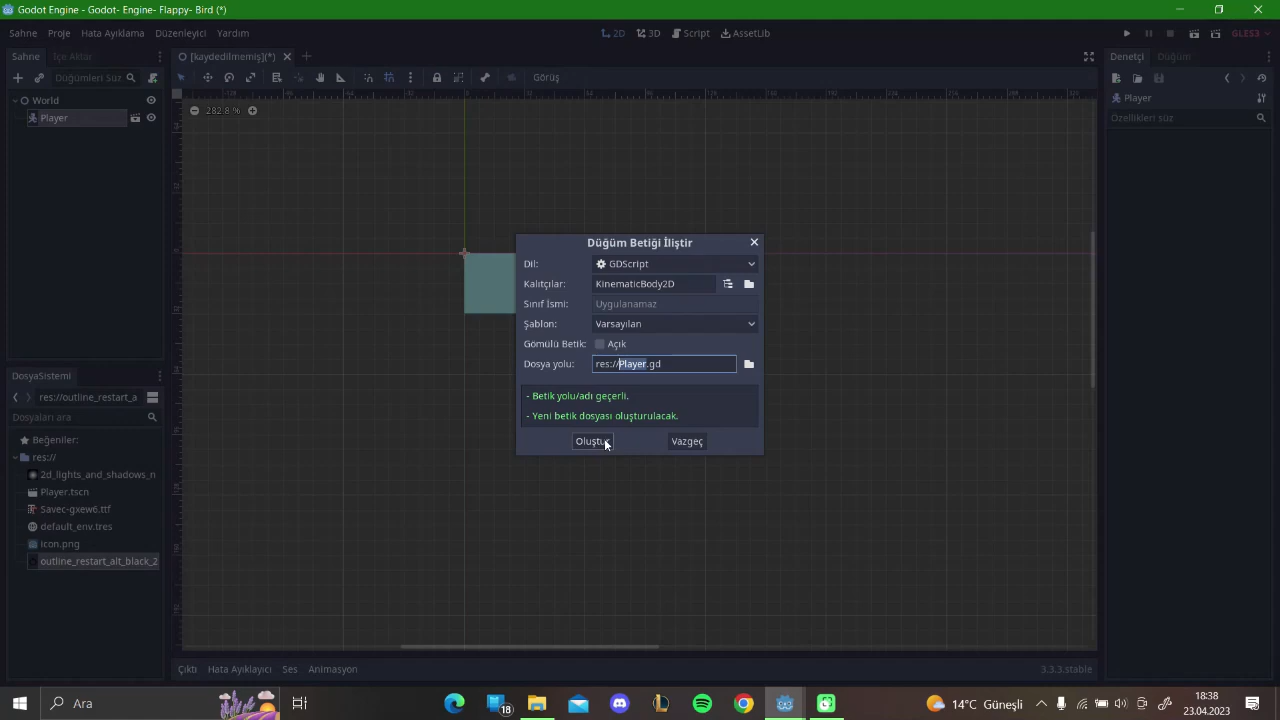 Godot Engine - Godot- Engine- Flappy- Bird (*)
Sahne Proje Hata Ayıklama Düzenleyici Yardım
2D 3D Script AssetLib
GLES3
Sahne İçe Aktar
[kaydedilmemiş](*)
Denetçi Düğüm
Düğümleri Süz
Görüş
World
Player
282.8 %
Player
Özellikleri süz
Düğüm Betiği İliştir
Dil: GDScript
Kalıtçılar: KinematicBody2D
Sınıf İsmi: Uygulanamaz
Şablon: Varsayılan
Gömülü Betik: Açık
Dosya yolu: res://Player.gd
- Betik yolu/adı geçerli.
- Yeni betik dosyası oluşturulacak.
Oluştur Vazgeç
DosyaSistemi
res://outline_restart_a
Dosyaları ara
Beğeniler:
res://
2d_lights_and_shadows_n
Player.tscn
Savec-gxew6.ttf
default_env.tres
icon.png
outline_restart_alt_black_2
Çıktı Hata Ayıklayıcı Ses Animasyon
3.3.3.stable
Ara
18
14°C Güneşli
18:38
23.04.2023